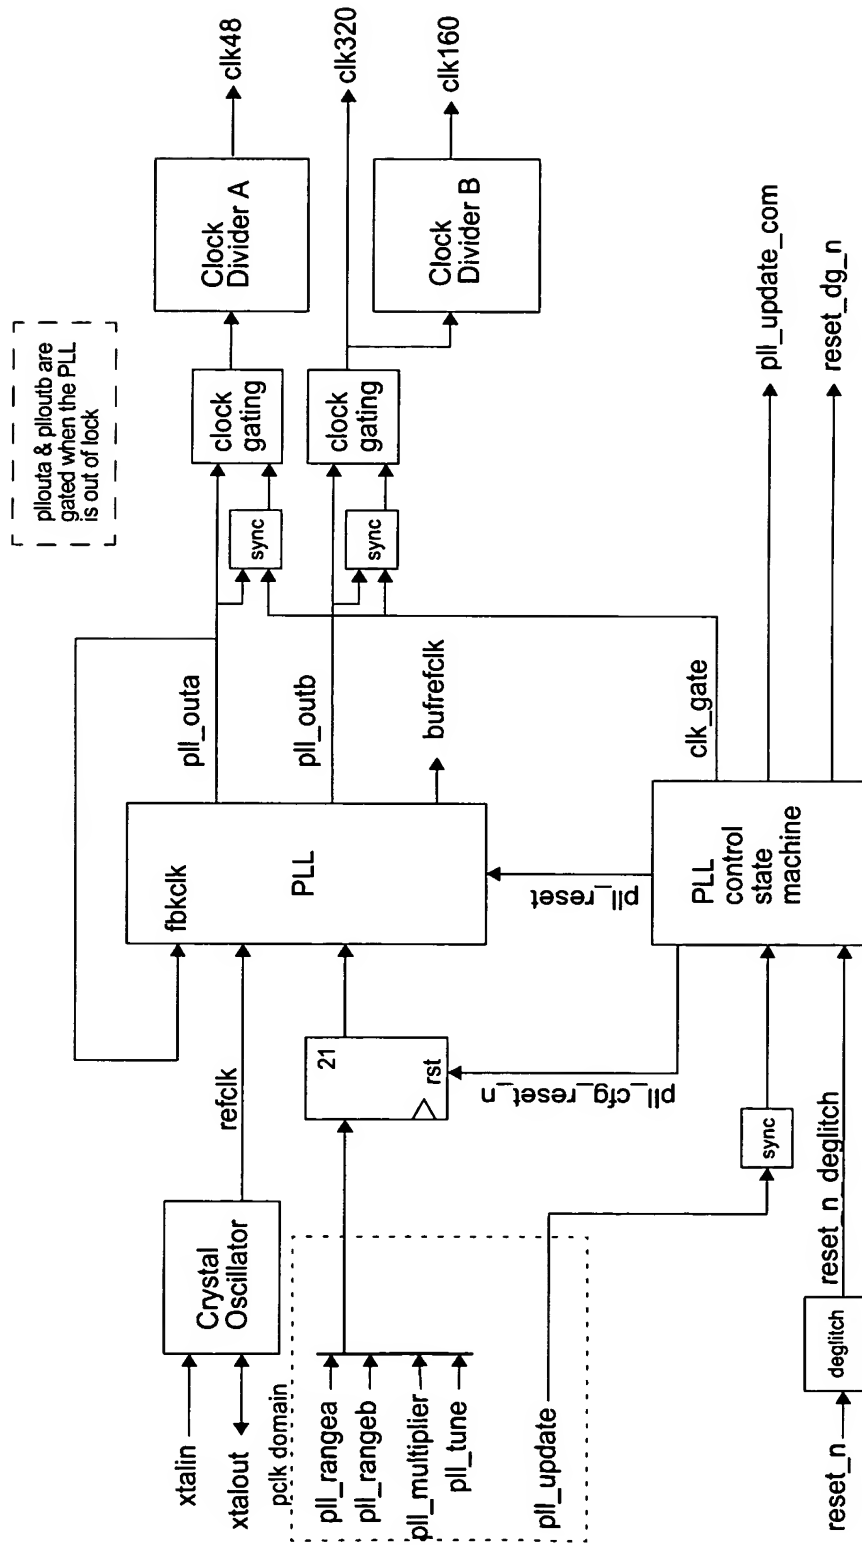 pllouta & plloutb are
gated when the PLL
is out of lock
xtalin
xtalout
Crystal
Oscillator
refclk
fbkclk
PLL
pll_outa
pll_outb
bufrefclk
sync
clock
gating
Clock
Divider A
clk48
sync
clock
gating
clk320
Clock
Divider B
clk160
pclk domain
pll_rangea
pll_rangeb
pll_multiplier
pll_tune
pll_update
21
rst
pll_cfg_reset_n
pll_reset
clk_gate
sync
PLL
control
state
machine
pll_update_com
reset_dg_n
reset_n
deglitch
reset_n_deglitch